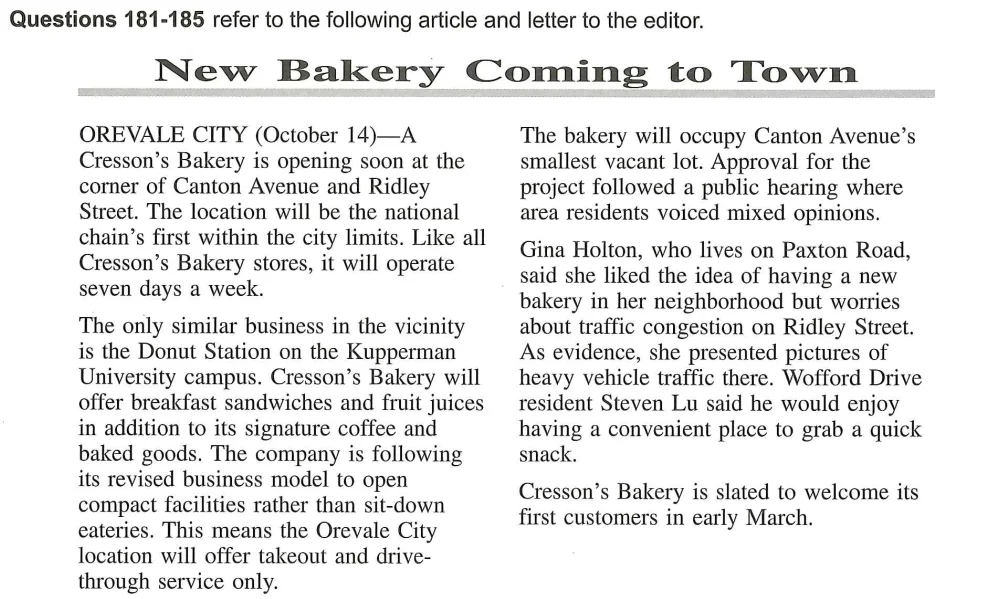 Questions 181-185 refer to the following article and letter to the editor.
New Bakery Coming to Town
OREVALE CITY (October 14)—A
Cresson's Bakery is opening soon at the
corner of Canton Avenue and Ridley
Street. The location will be the national
chain's first within the city limits. Like all
Cresson's Bakery stores, it will operate
seven days a week.
The only similar business in the vicinity
is the Donut Station on the Kupperman
University campus. Cresson's Bakery will
offer breakfast sandwiches and fruit juices
in addition to its signature coffee and
baked goods. The company is following
its revised business model to open
compact facilities rather than sit-down
eateries. This means the Orevale City
location will offer takeout and drive-
through service only.
The bakery will occupy Canton Avenue's
smallest vacant lot. Approval for the
project followed a public hearing where
area residents voiced mixed opinions.
Gina Holton, who lives on Paxton Road,
said she liked the idea of having a new
bakery in her neighborhood but worries
about traffic congestion on Ridley Street.
As evidence, she presented pictures of
heavy vehicle traffic there. Wofford Drive
resident Steven Lu said he would enjoy
having a convenient place to grab a quick
snack.
Cresson's Bakery is slated to welcome its
first customers in early March.